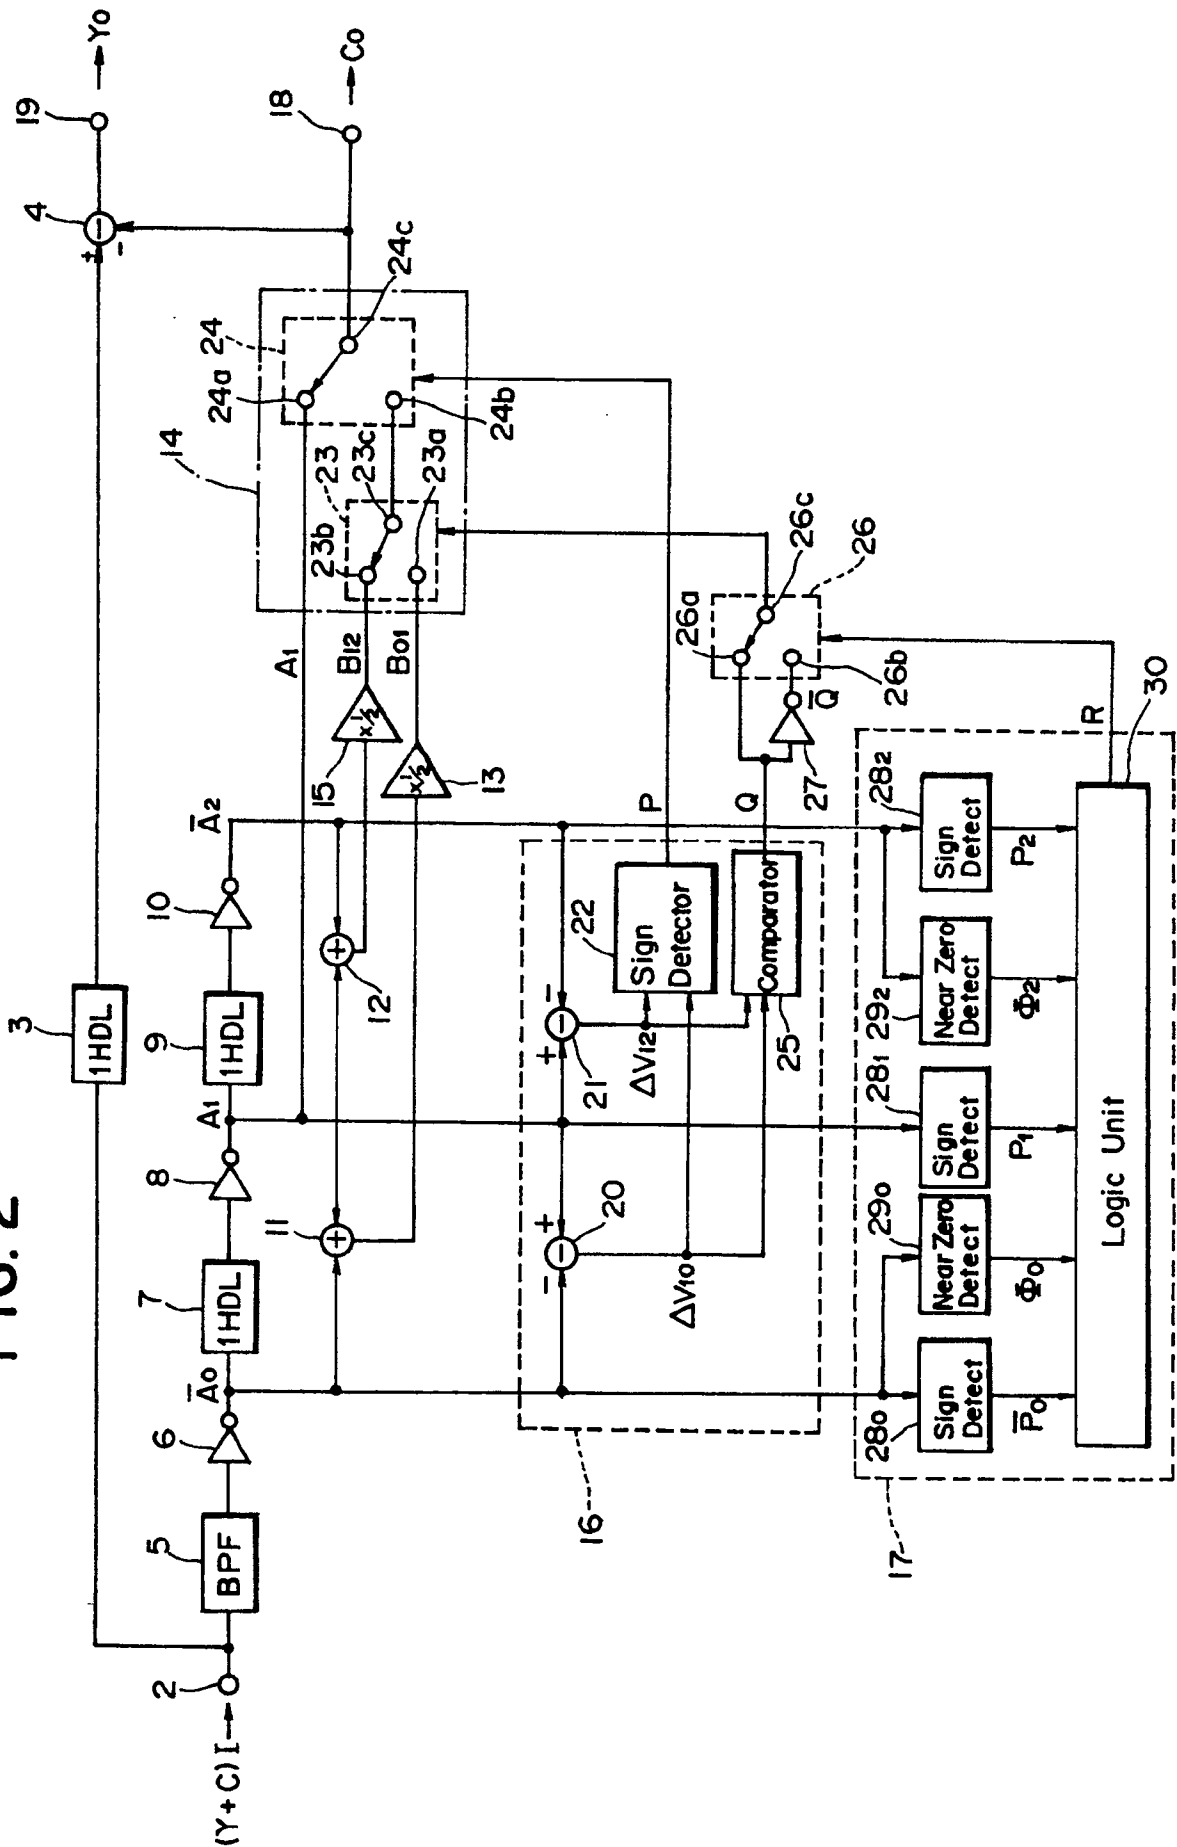 FIG. 2
(Y+C)I
2
5
BPF
6
A̅0
7
1HDL
8
A1
9
1HDL
10
A̅2
3
1HDL
4
+
-
19
Yo
18
Co
11
+
12
+
15
x½
13
x½
A1
B12
B01
14
23
23b
23c
23a
24
24a
24b
24c
16
-
+
-
20
+
-
-
21
ΔV10
ΔV12
22
Sign
Detector
Comparator
25
P
Q
Q̅
27
26a
26b
26c
26
17
280
Sign
Detect
P̅0
290
Near Zero
Detect
Φ0
281
Sign
Detect
P1
292
Near Zero
Detect
Φ2
282
Sign
Detect
P2
Logic Unit
30
R